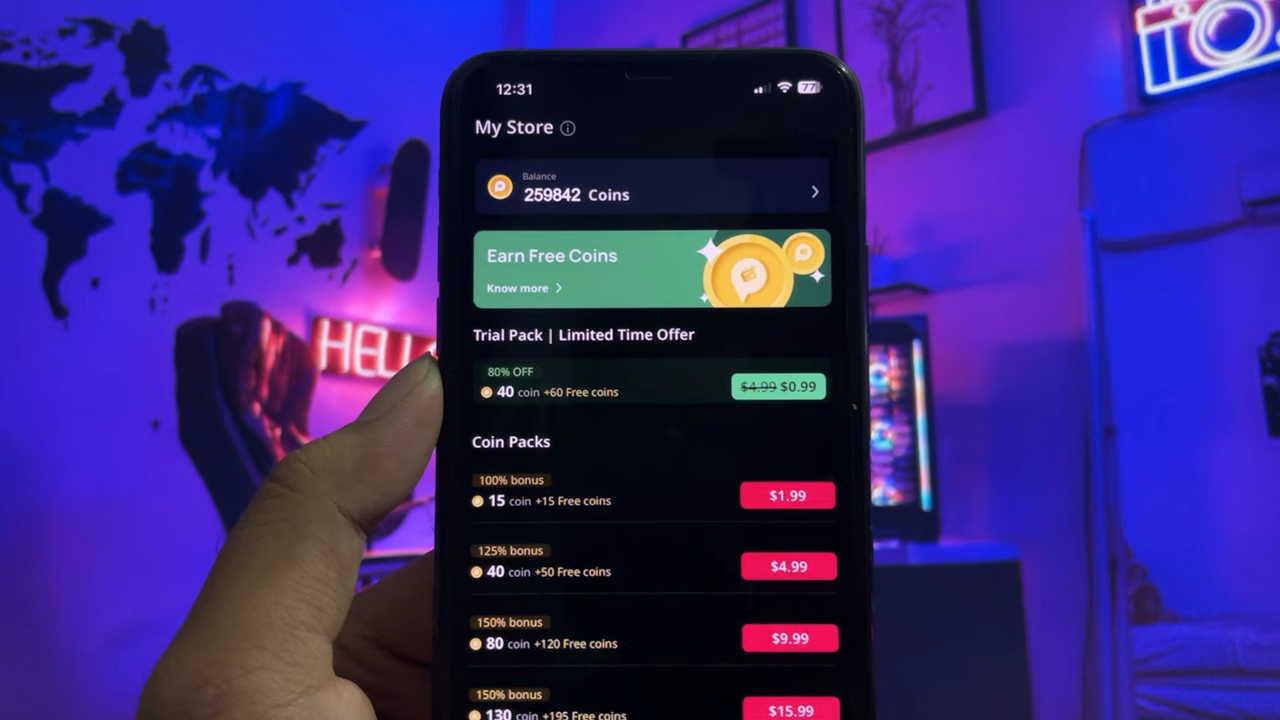 12:31
77
My Store
Balance
259842 Coins
Earn Free Coins
Know more
Trial Pack | Limited Time Offer
80% OFF
40 coin +60 Free coins
$4.99 $0.99
Coin Packs
100% bonus
15 coin +15 Free coins
$1.99
125% bonus
40 coin +50 Free coins
$4.99
150% bonus
80 coin +120 Free coins
$9.99
150% bonus
130 coin +195 Free coins
$15.99